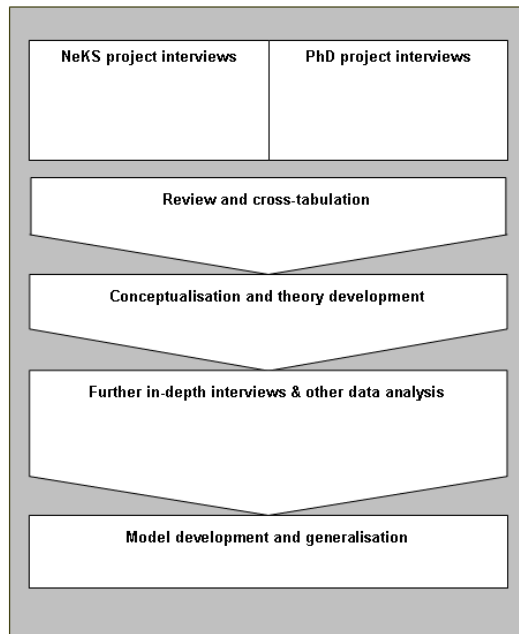 NeKS project interviews
PhD project interviews
Review and cross-tabulation
Conceptualisation and theory development
Further in-depth interviews & other data analysis
Model development and generalisation